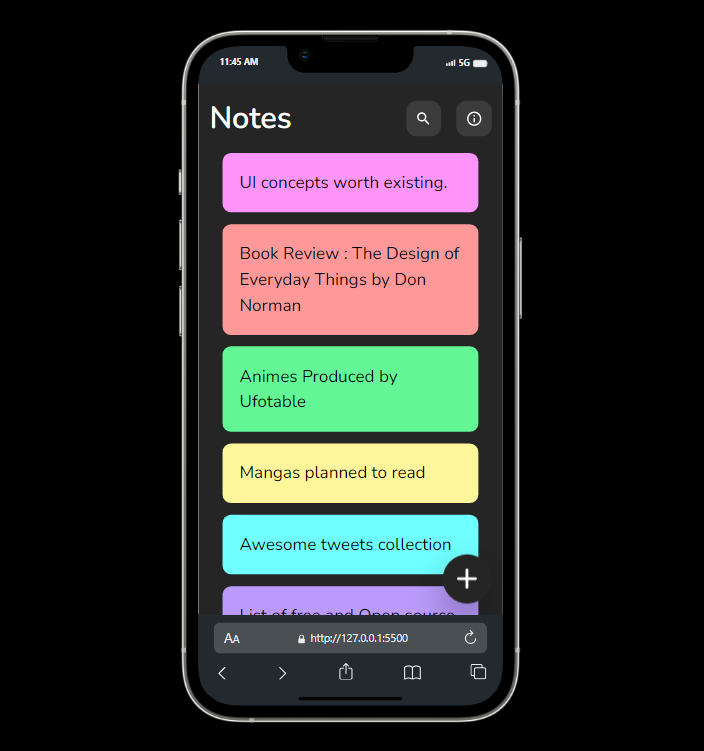 11:45 AM
5G
Notes
UI concepts worth existing.
Book Review : The Design of
Everyday Things by Don
Norman
Animes Produced by
Ufotable
Mangas planned to read
Awesome tweets collection
List of free and Open source
AA
http://127.0.0.1:5500